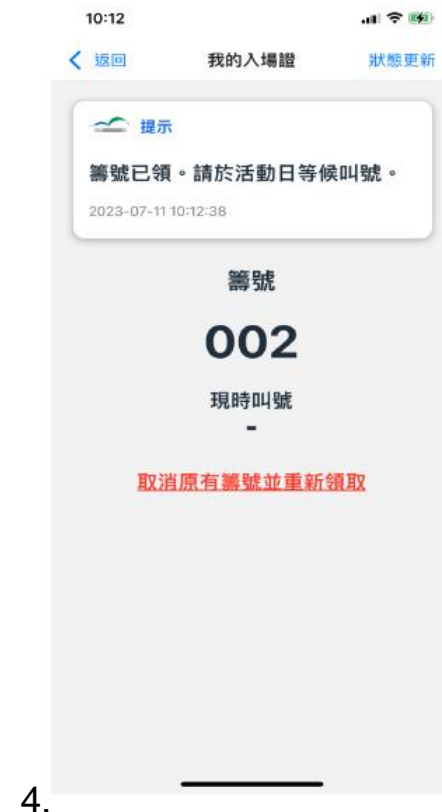 10:12
返回 我的入場證 狀態更新
提示
籌號已領。請於活動日等候叫號。
2023-07-11 10:12:38
籌號
002
現時叫號
-
取消原有籌號並重新領取
4.